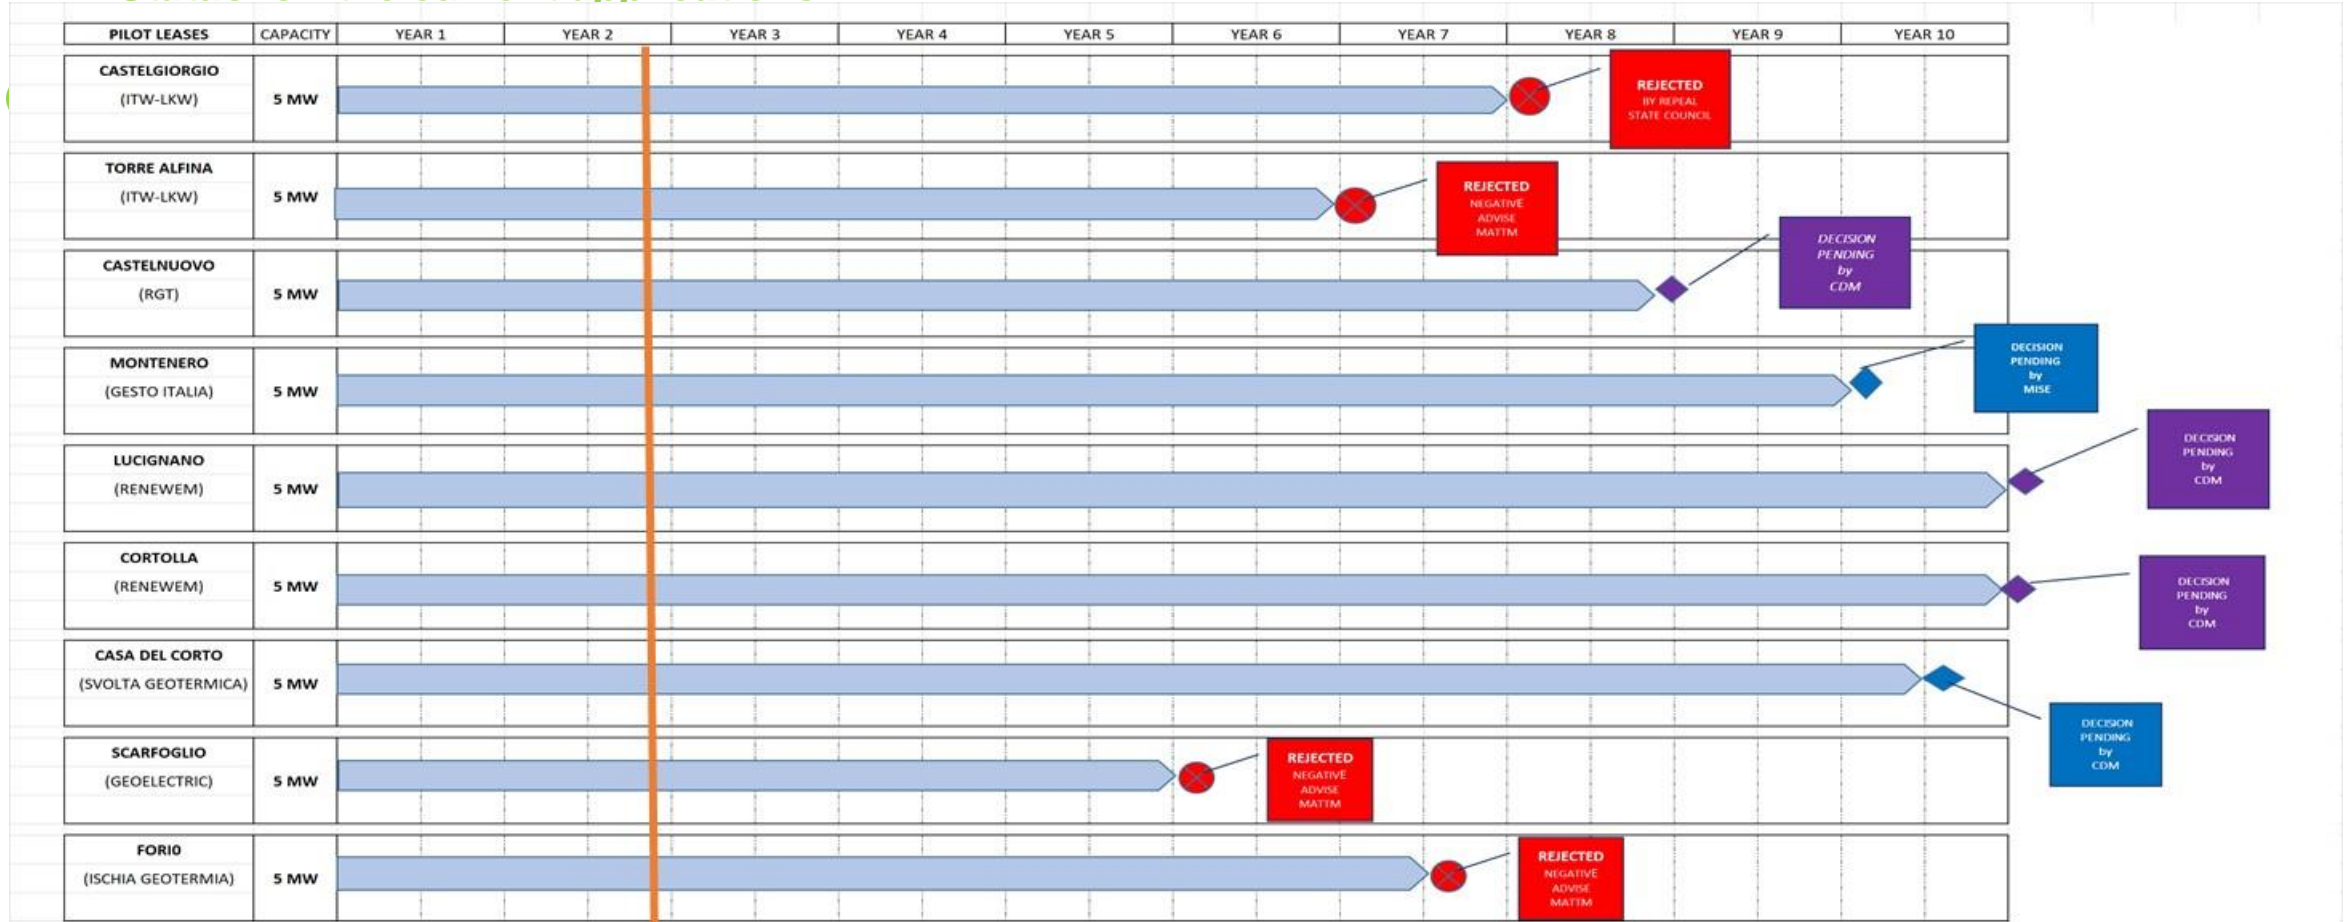 PILOT LEASES CAPACITY YEAR 1 YEAR 2 YEAR 3 YEAR 4 YEAR 5 YEAR 6 YEAR 7 YEAR 8 YEAR 9 YEAR 10
CASTELGIORGIO
(ITW-LKW) 5 MW
REJECTED
BY REPEAL
STATE COUNCIL
TORRE ALFINA
(ITW-LKW) 5 MW
REJECTED
NEGATIVE
ADVISE
MATTM
CASTELNUOVO
(RGT) 5 MW
DECISION
PENDING
by
CDM
MONTENERO
(GESTO ITALIA) 5 MW
DECISION
PENDING
by
MISE
LUCIGNANO
(RENEWEM) 5 MW
DECISION
PENDING
by
CDM
CORTOLLA
(RENEWEM) 5 MW
DECISION
PENDING
by
CDM
CASA DEL CORTO
(SVOLTA GEOTERMICA) 5 MW
DECISION
PENDING
by
CDM
SCARFOGLIO
(GEOELECTRIC) 5 MW
REJECTED
NEGATIVE
ADVISE
MATTM
FORI0
(ISCHIA GEOTERMIA) 5 MW
REJECTED
NEGATIVE
ADVISE
MATTM